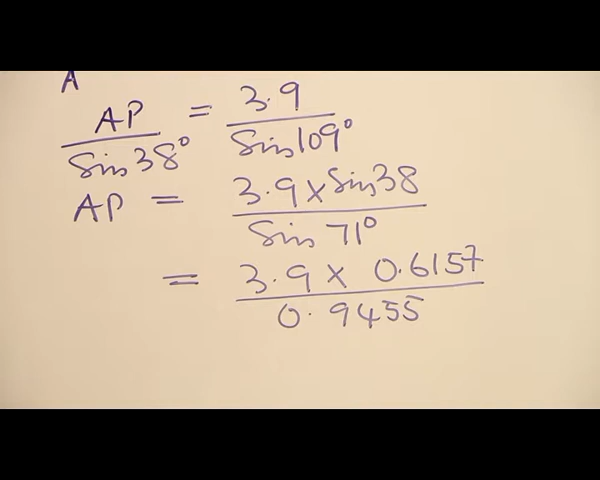 A
AP = 3.9
Sin 38° Sin 109°
AP = 3.9 x Sin 38
Sin 71°
= 3.9 x 0.6157
0.9455